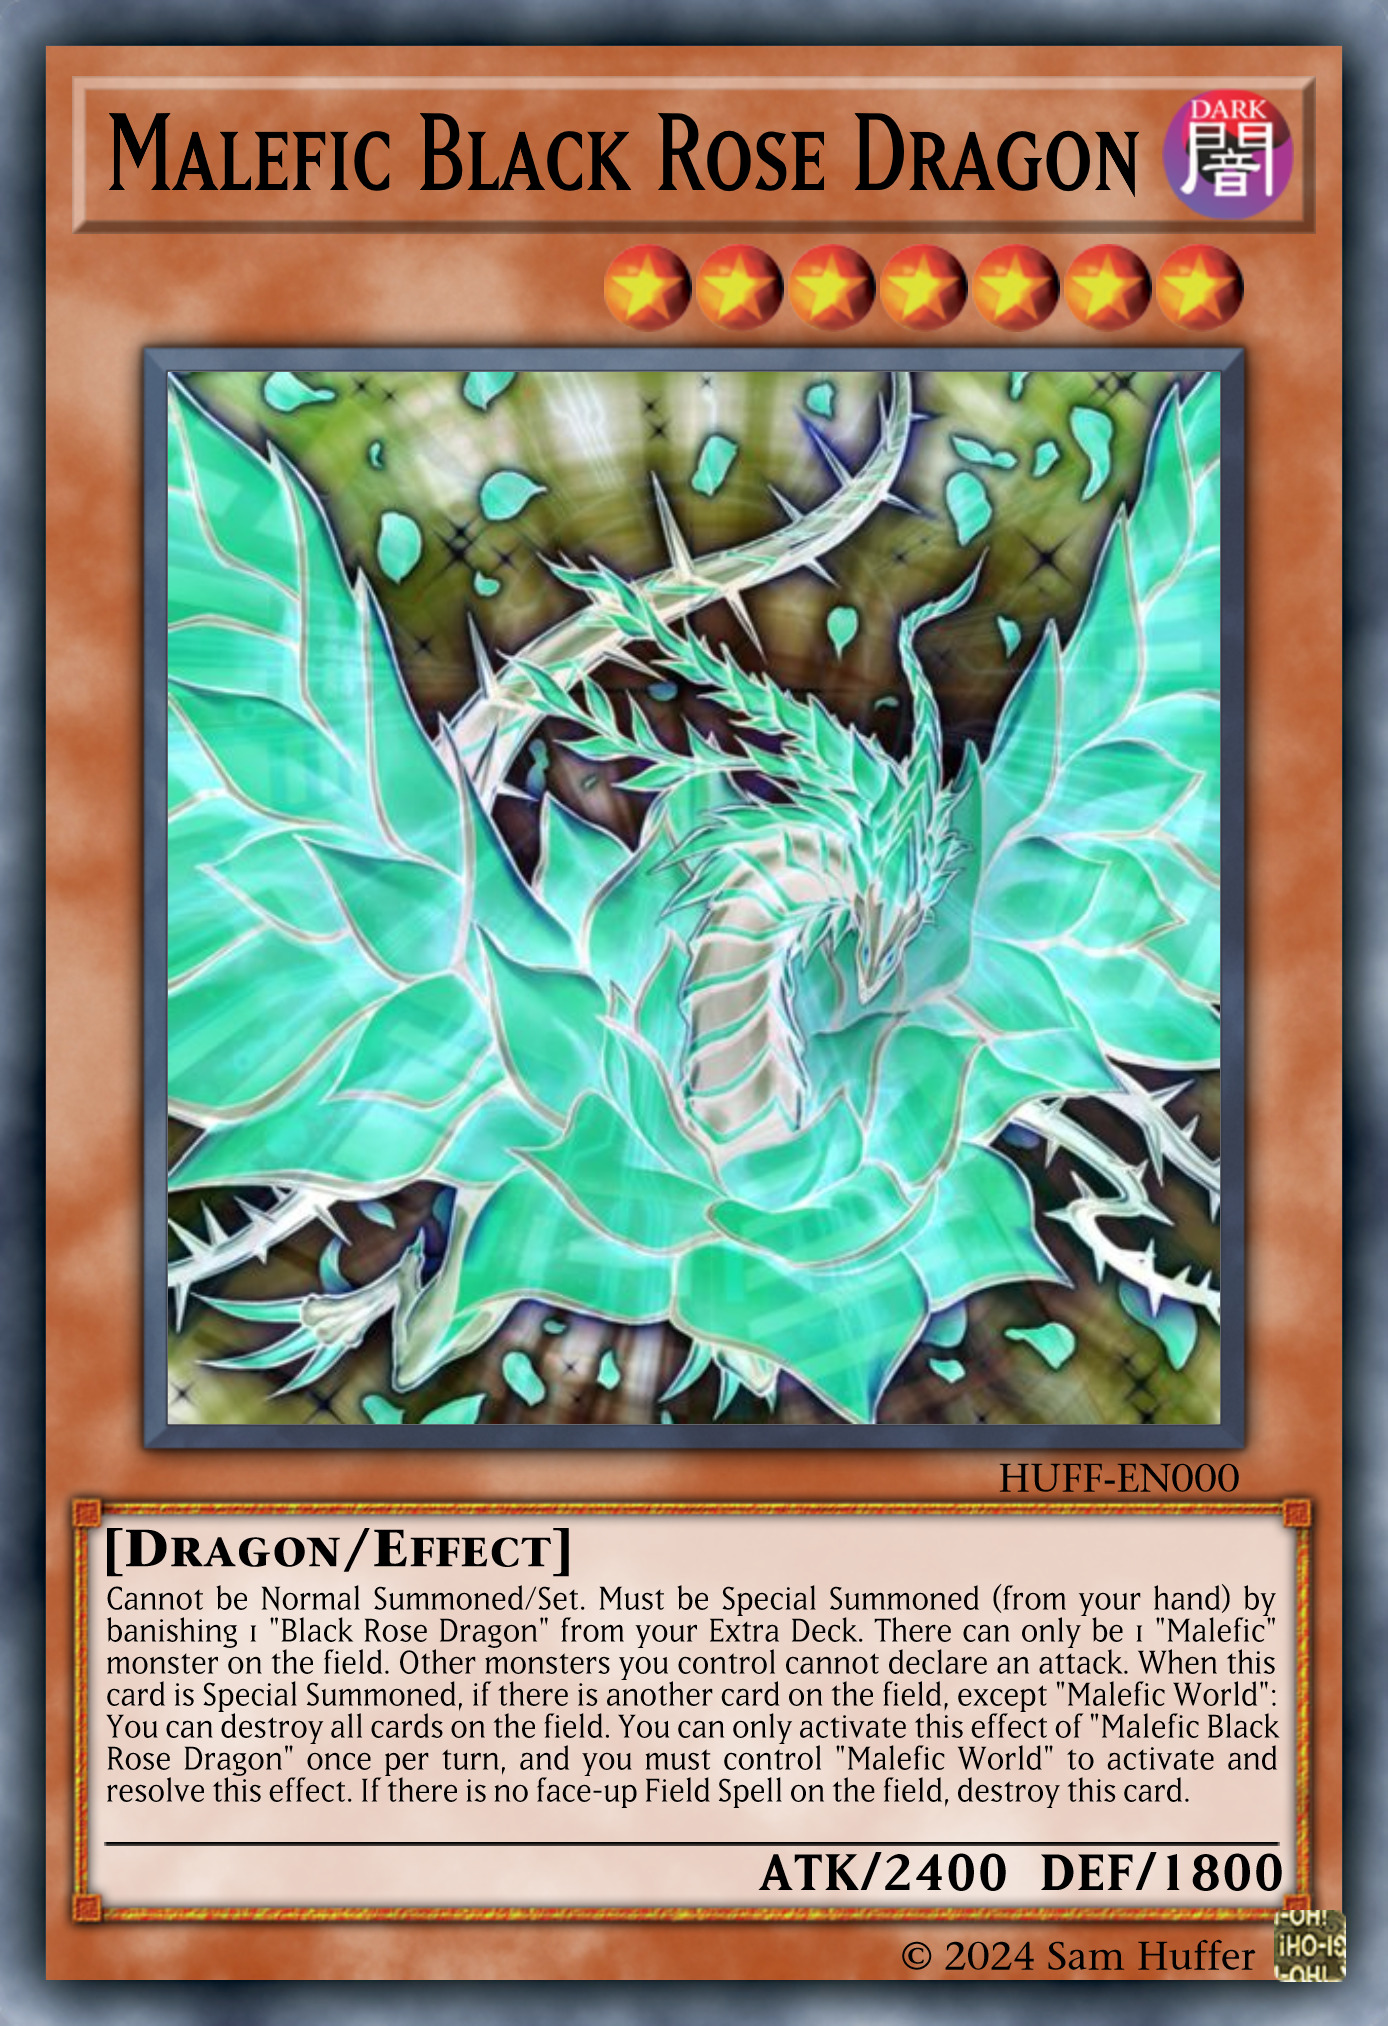 Malefic Black Rose Dragon
DARK
闇
HUFF-EN000
[Dragon/Effect]
Cannot be Normal Summoned/Set. Must be Special Summoned (from your hand) by
banishing 1 "Black Rose Dragon" from your Extra Deck. There can only be 1 "Malefic"
monster on the field. Other monsters you control cannot declare an attack. When this
card is Special Summoned, if there is another card on the field, except "Malefic World":
You can destroy all cards on the field. You can only activate this effect of "Malefic Black
Rose Dragon" once per turn, and you must control "Malefic World" to activate and
resolve this effect. If there is no face-up Field Spell on the field, destroy this card.
ATK/2400 DEF/1800
© 2024 Sam Huffer